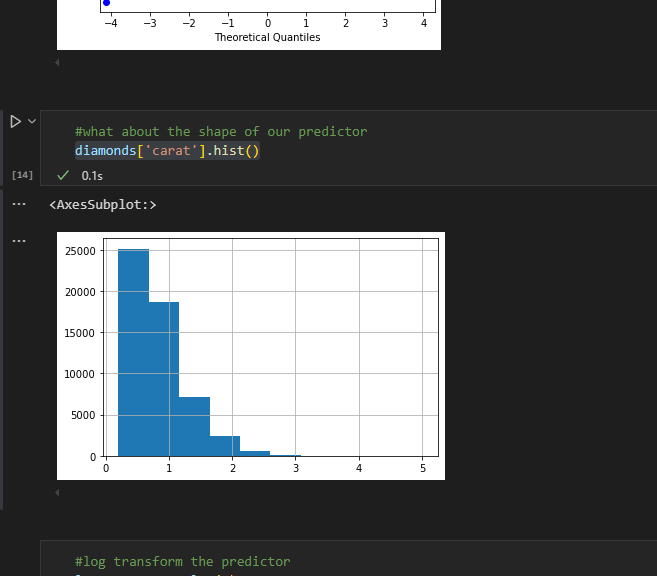 −4 −3 −2 −1 0 1 2 3 4
Theoretical Quantiles
#what about the shape of our predictor
diamonds['carat'].hist()
[14] 0.1s
... <AxesSubplot:>
...
25000
20000
15000
10000
5000
0
0 1 2 3 4 5
#log transform the predictor